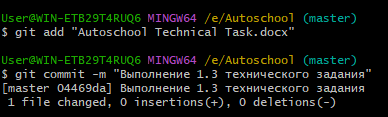 User@WIN-ETB29T4RUQ6 MINGW64 /e/Autoschool (master)
$ git add "Autoschool Technical Task.docx"
User@WIN-ETB29T4RUQ6 MINGW64 /e/Autoschool (master)
$ git commit -m "Выполнение 1.3 технического задания"
[master 04469da] Выполнение 1.3 технического задания
1 file changed, 0 insertions(+), 0 deletions(-)